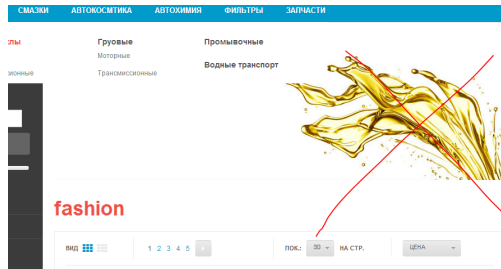 СМАЗКИ АВТОКОСМТИКА АВТОХИМИЯ ФИЛЬТРЫ ЗАПЧАСТИ
Груовые Промывочные
Моторные
Водные транспорт
Трансмиссионные
fashion
ВИД 1 2 3 4 5 ПОК.: 30 НА СТР. ЦЕНА